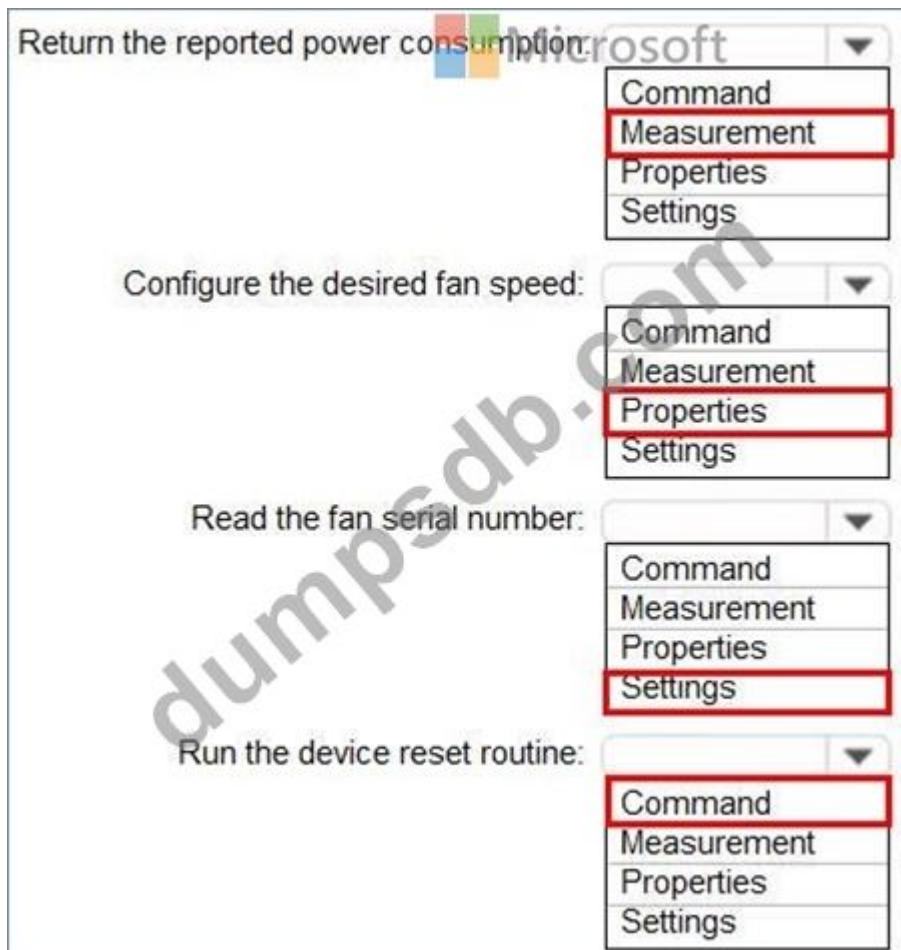 Return the reported power consumption:
Microsoft
Command
Measurement
Properties
Settings
Configure the desired fan speed:
Command
Measurement
Properties
Settings
Read the fan serial number:
Command
Measurement
Properties
Settings
Run the device reset routine:
Command
Measurement
Properties
Settings
dumpsdb.com